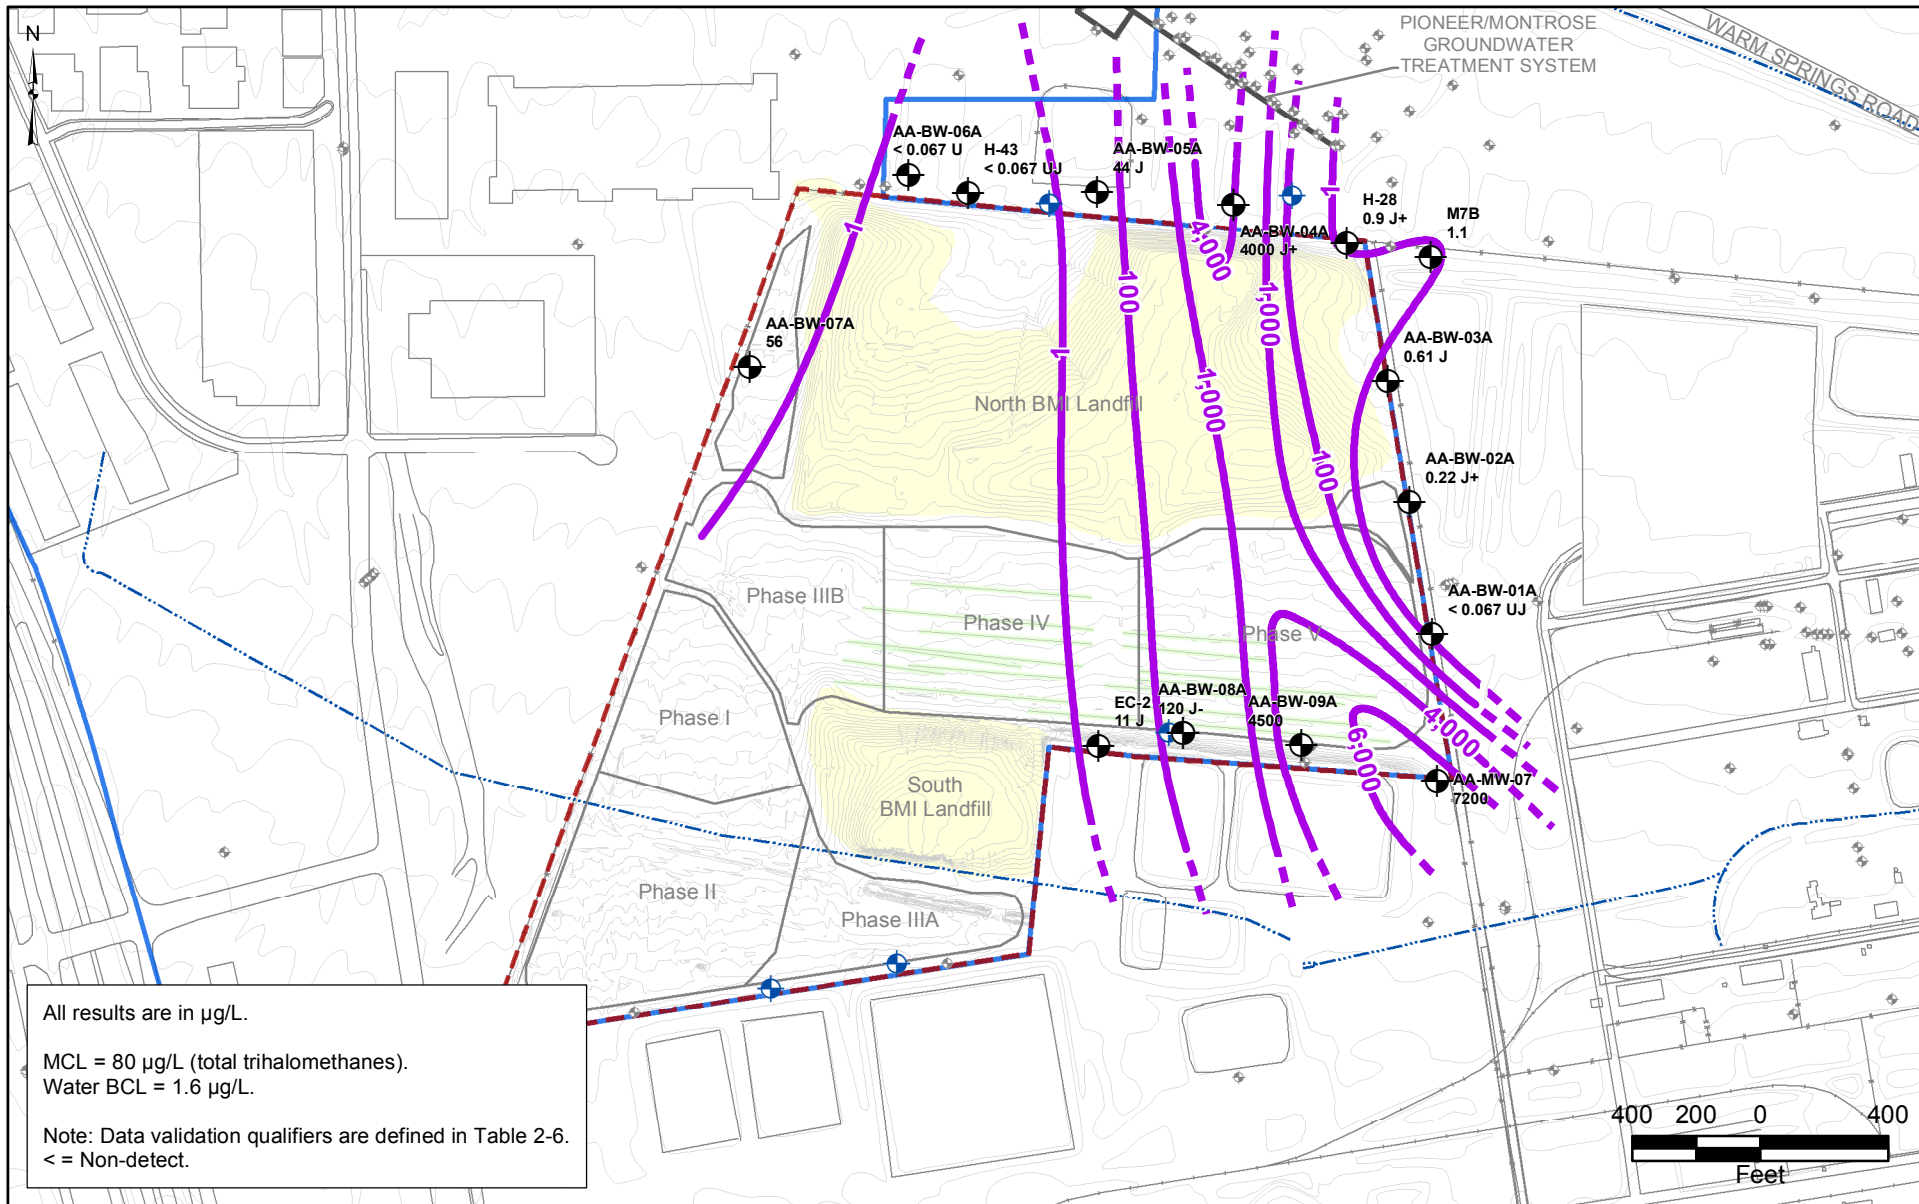 N
PIONEER/MONTROSE
GROUNDWATER
TREATMENT SYSTEM
WARM SPRINGS ROAD
AA-BW-06A
< 0.067 U
H-43
< 0.067 UJ
AA-BW-05A
44 J
H-28
0.9 J+
M7B
1.1
AA-BW-04A
4000 J+
1
1
4,000
100
1,000
1
1,000
100
AA-BW-07A
56
AA-BW-03A
0.61 J
North BMI Landfill
AA-BW-02A
0.22 J+
AA-BW-01A
< 0.067 UJ
Phase IIIB
Phase IV
Phase V
EC-2
11 J
AA-BW-08A
120 J-
AA-BW-09A
4500
4,000
6,000
AA-MW-07
7200
Phase I
South
BMI Landfill
Phase II
Phase IIIA
All results are in µg/L.
MCL = 80 µg/L (total trihalomethanes).
Water BCL = 1.6 µg/L.
Note: Data validation qualifiers are defined in Table 2-6.
< = Non-detect.
400 200 0 400
Feet